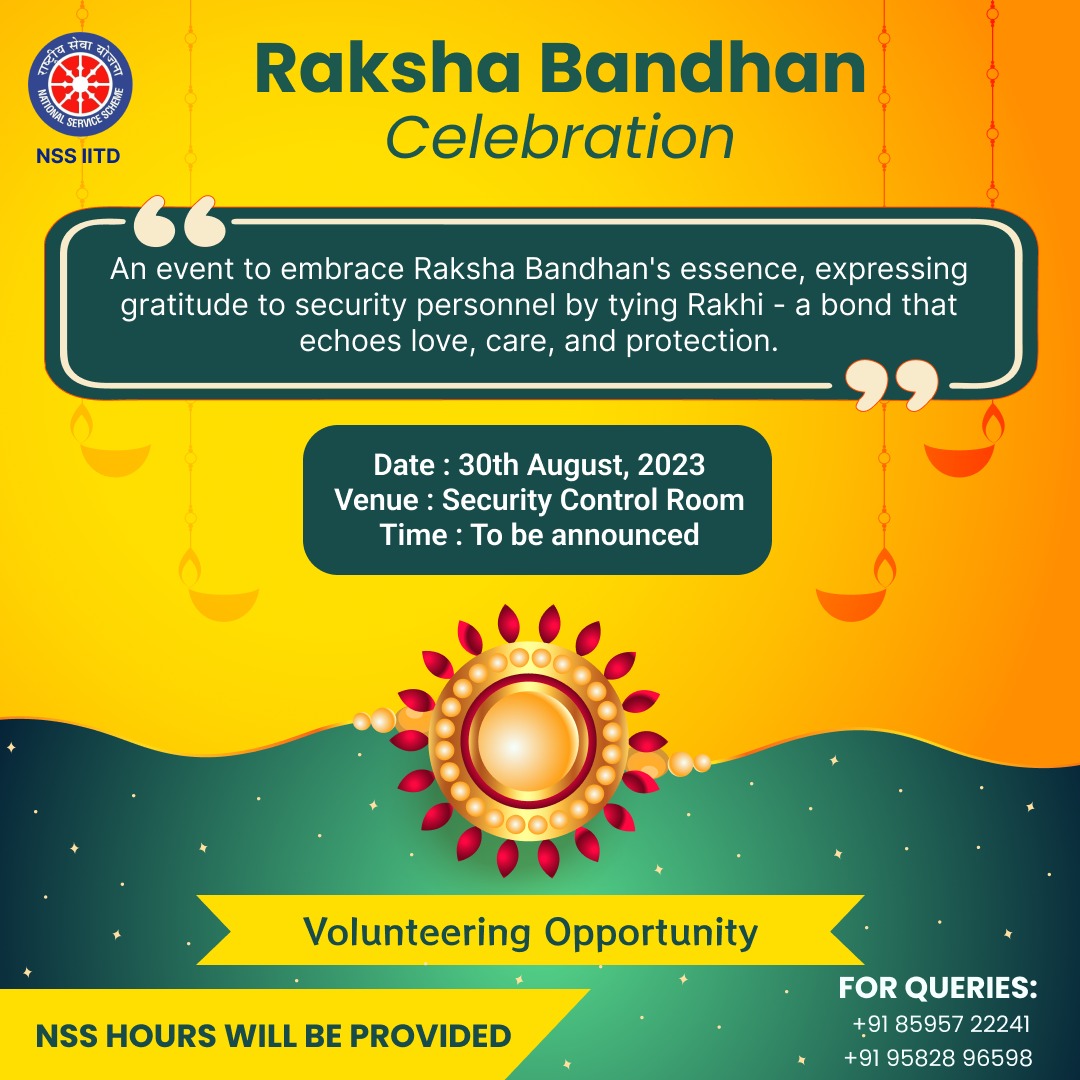 राष्ट्रीय सेवा योजना
NATIONAL SERVICE SCHEME
NSS IITD
Raksha Bandhan
Celebration
An event to embrace Raksha Bandhan's essence, expressing
gratitude to security personnel by tying Rakhi - a bond that
echoes love, care, and protection.
Date : 30th August, 2023
Venue : Security Control Room
Time : To be announced
Volunteering Opportunity
NSS HOURS WILL BE PROVIDED
FOR QUERIES:
+91 85957 22241
+91 95828 96598